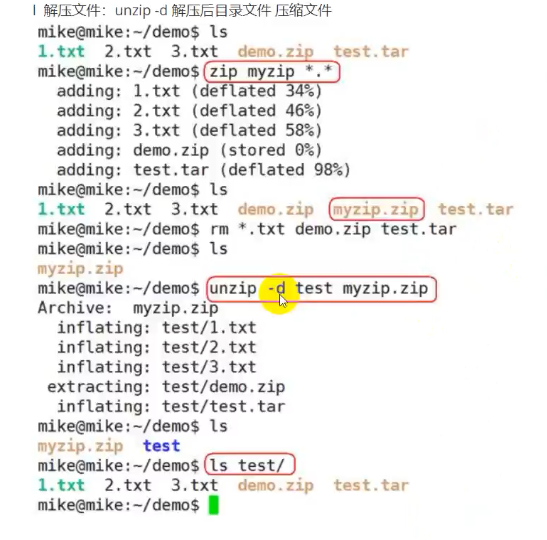 l 解压文件：unzip -d 解压后目录文件 压缩文件
mike@mike:~/demo$ ls
1.txt 2.txt 3.txt demo.zip test.tar
mike@mike:~/demo$ zip myzip *.*
adding: 1.txt (deflated 34%)
adding: 2.txt (deflated 46%)
adding: 3.txt (deflated 58%)
adding: demo.zip (stored 0%)
adding: test.tar (deflated 98%)
mike@mike:~/demo$ ls
1.txt 2.txt 3.txt demo.zip myzip.zip test.tar
mike@mike:~/demo$ rm *.txt demo.zip test.tar
mike@mike:~/demo$ ls
myzip.zip
mike@mike:~/demo$ unzip -d test myzip.zip
Archive: myzip.zip
inflating: test/1.txt
inflating: test/2.txt
inflating: test/3.txt
extracting: test/demo.zip
inflating: test/test.tar
mike@mike:~/demo$ ls
myzip.zip test
mike@mike:~/demo$ ls test/
1.txt 2.txt 3.txt demo.zip test.tar
mike@mike:~/demo$